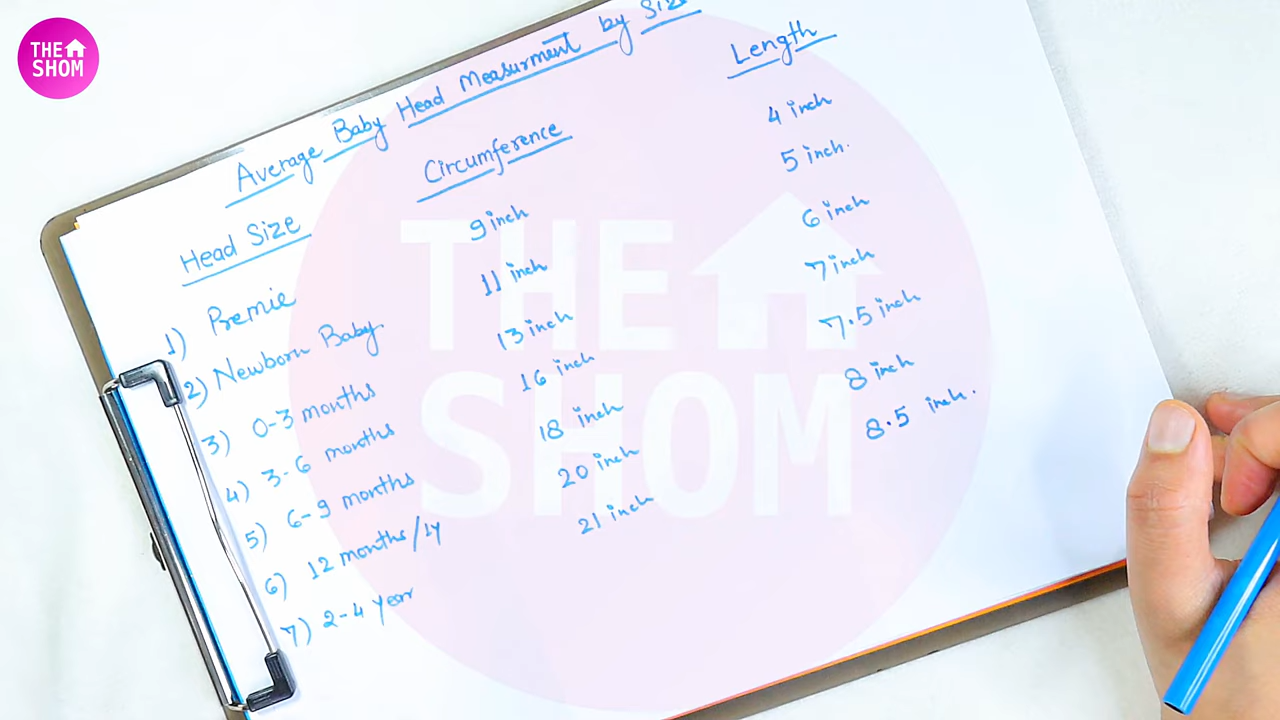 THE
SHOM
Average Baby Head Measurment by Size
Head Size Circumference Length
1) Premie 9 inch 4 inch
2) Newborn Baby. 11 inch 5 inch.
3) 0-3 months 13 inch 6 inch
4) 3-6 months 16 inch 7 inch
5) 6-9 months 18 inch 7.5 inch
6) 12 months/1y 20 inch 8 inch
7) 2-4 year 21 inch 8.5 inch.
THE
SHOM